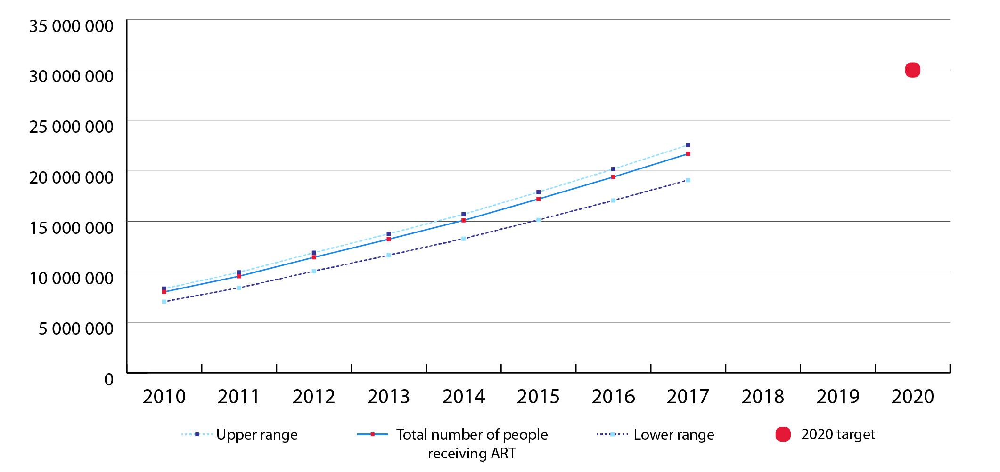 35 000 000
30 000 000
25 000 000
20 000 000
15 000 000
10 000 000
5 000 000
0
2010 2011 2012 2013 2014 2015 2016 2017 2018 2019 2020
Upper range Total number of people Lower range 2020 target
receiving ART